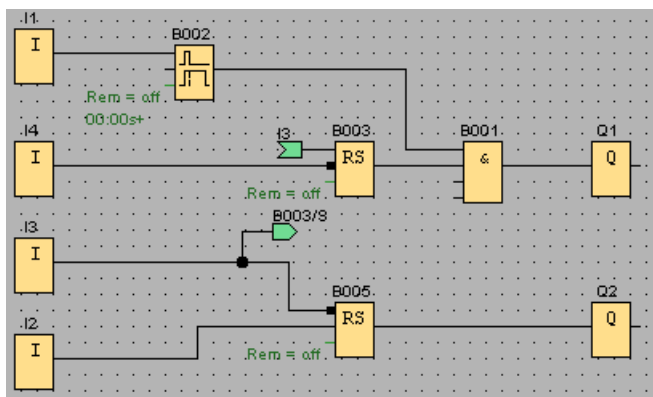 I1
I
B002
Rem = off
00:00s+
I4
I
I3
B003
RS
Rem = off
B001
&
Q1
Q
B003/S
I3
I
B005
RS
Rem = off
Q2
Q
I2
I